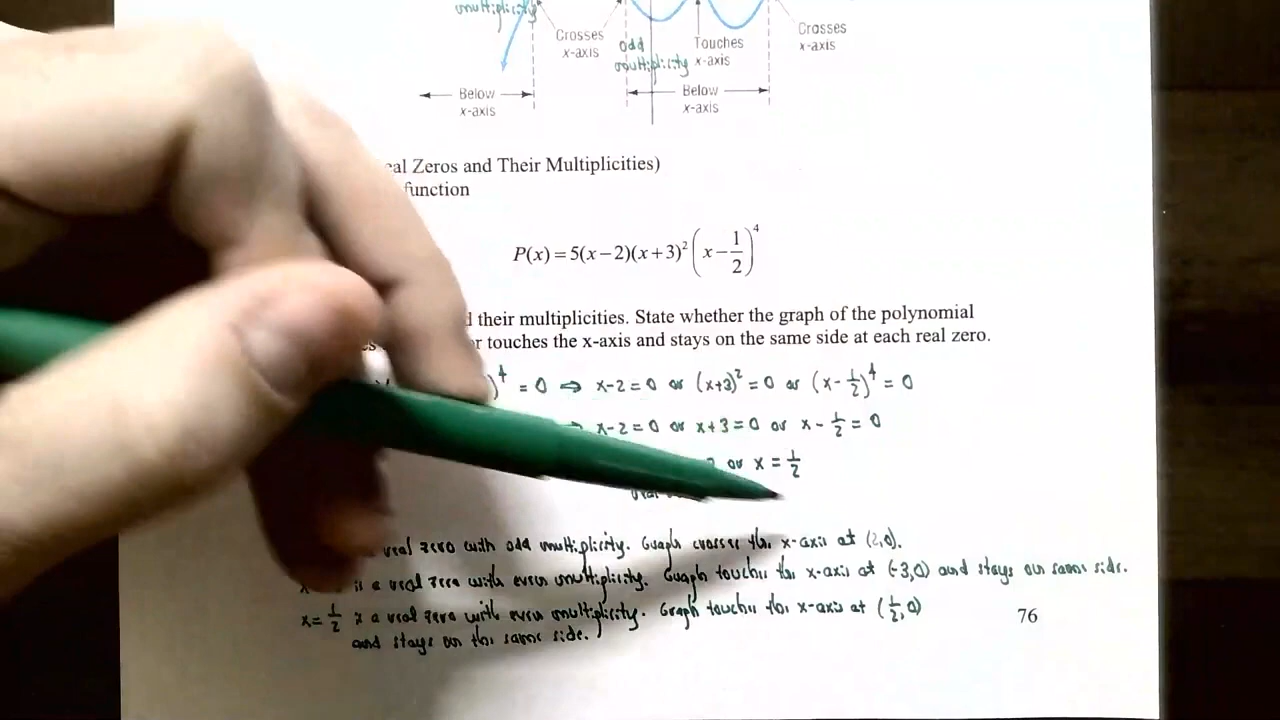 multiplicity
Crosses
x-axis
odd
multiplicity
Touches
x-axis
Crosses
x-axis
Below
x-axis
Below
x-axis
Zeros and Their Multiplicities)
function
P(x) = 5(x−2)(x+3)² (x − 1/2)⁴
their multiplicities. State whether the graph of the polynomial
touches the x-axis and stays on the same side at each real zero.
)⁴ = 0 ⇒ x-2=0 or (x+3)²=0 or (x-1/2)⁴=0
x-2=0 or x+3=0 or x-1/2=0
or x=1/2
real zero with odd multiplicity. Graph crosses the x-axis at (2,0).
is a real zero with even multiplicity. Graph touches the x-axis at (-3,0) and stays on same side.
x=1/2 is a real zero with even multiplicity. Graph touches the x-axis at (1/2,0)
and stays on the same side.
76